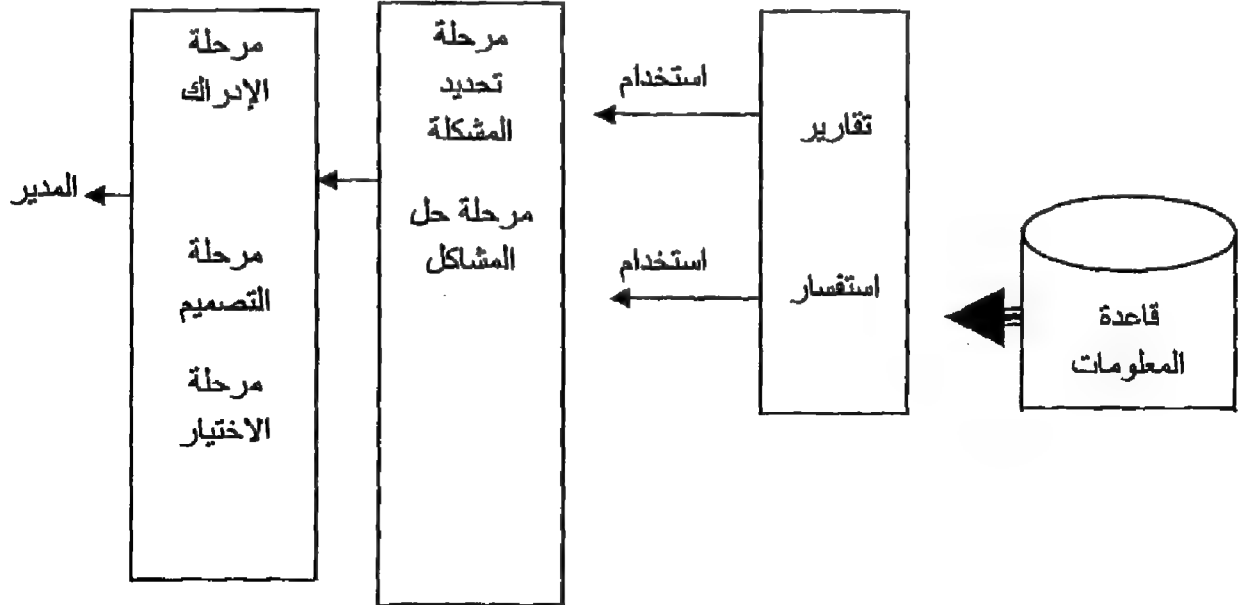 مرحلة
الإدراك
مرحلة
التصميم
مرحلة
الاختيار
المدير
مرحلة
تحديد
المشكلة
مرحلة حل
المشاكل
استخدام
استخدام
تقارير
استفسار
قاعدة
المعلومات